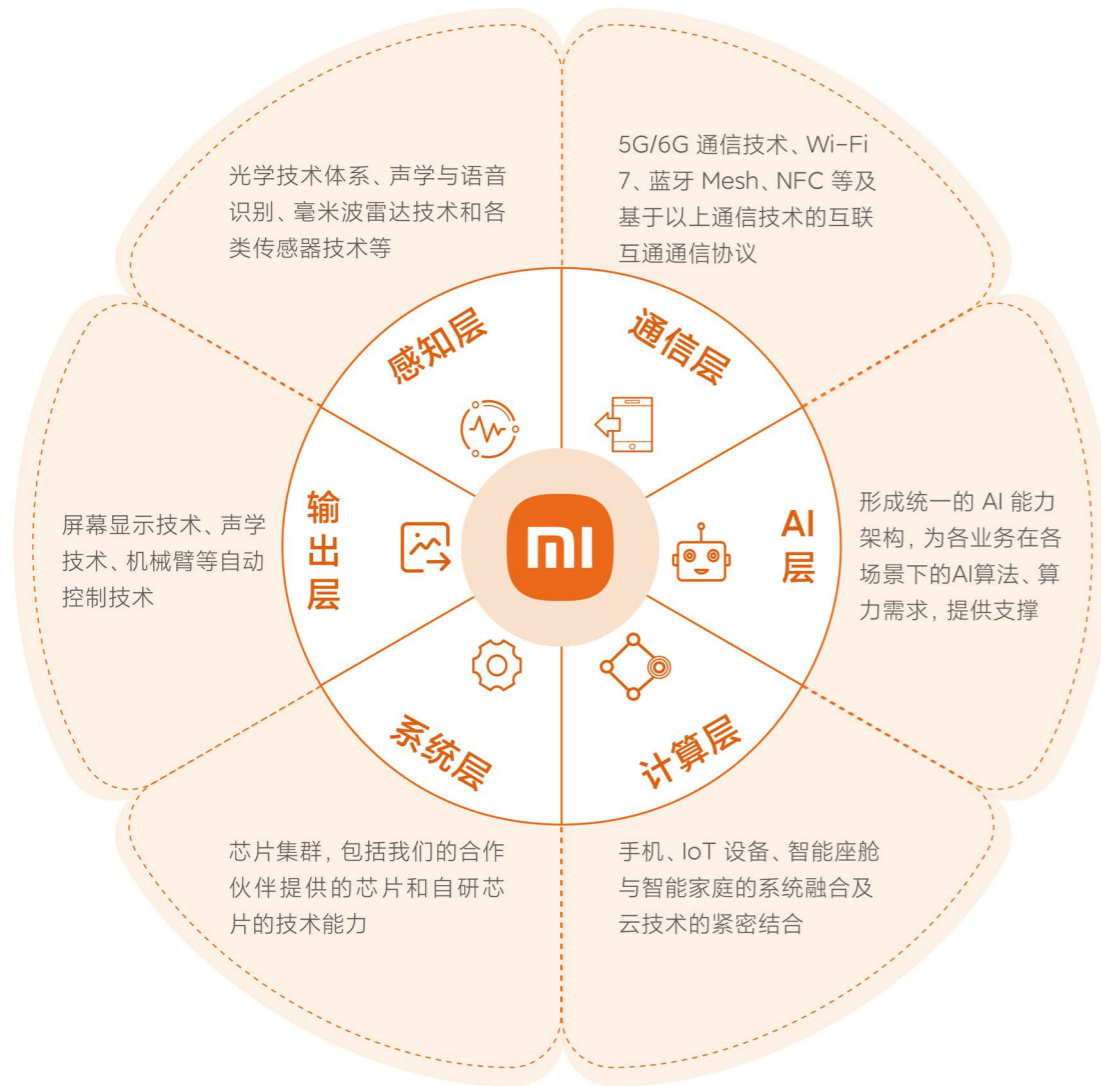 光学技术体系、声学与语音
识别、毫米波雷达技术和各
类传感器技术等
5G/6G 通信技术、Wi-Fi
7、蓝牙 Mesh、NFC 等及
基于以上通信技术的互联
互通通信协议
感知层
通信层
屏幕显示技术、声学
技术、机械臂等自动
控制技术
输
出
层
mi
AI
层
形成统一的 AI 能力
架构，为各业务在各
场景下的AI算法、算
力需求，提供支撑
系统层
计算层
芯片集群，包括我们的合作
伙伴提供的芯片和自研芯
片的技术能力
手机、IoT 设备、智能座舱
与智能家庭的系统融合及
云技术的紧密结合